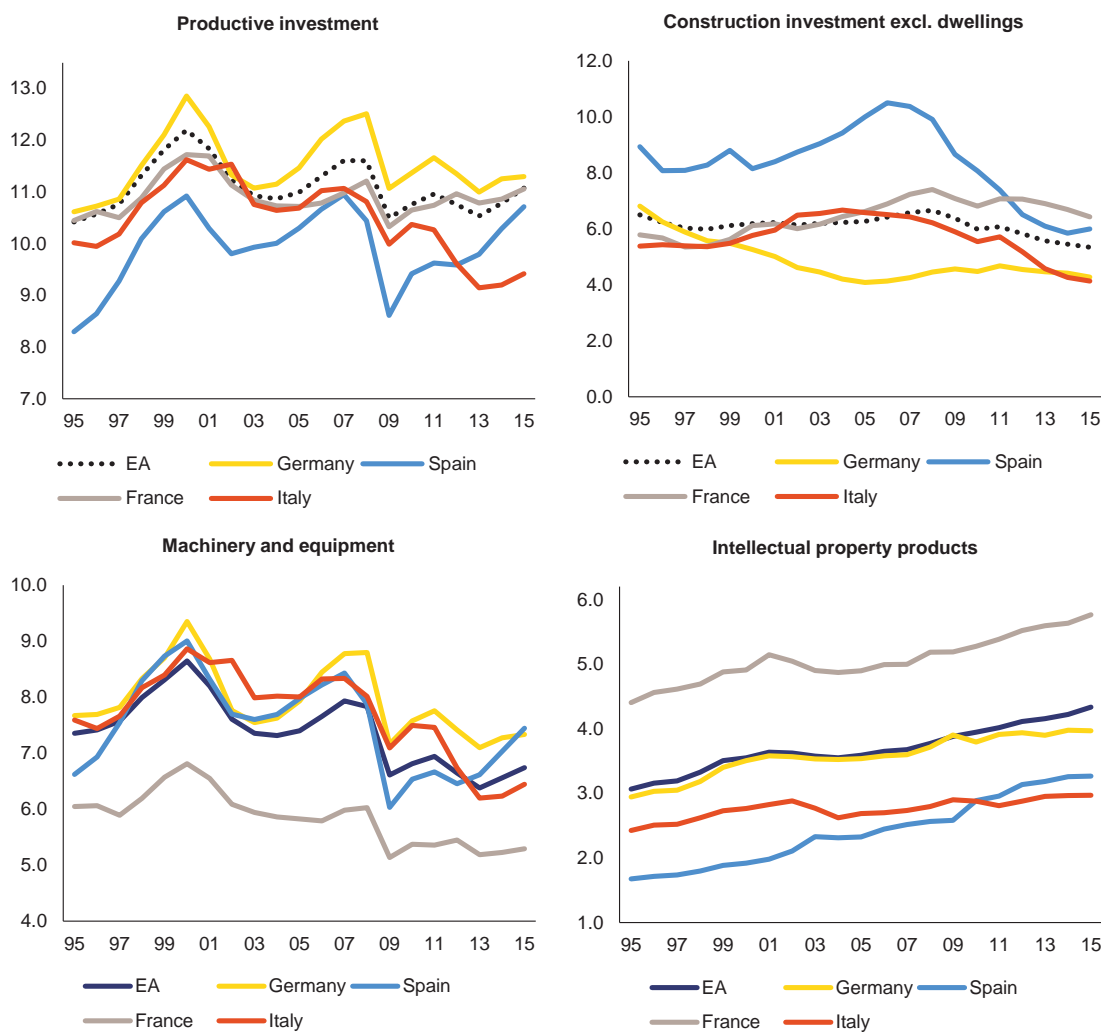 Productive investment
13.0
12.0
11.0
10.0
9.0
8.0
7.0
95 97 99 01 03 05 07 09 11 13 15
EA Germany Spain
France Italy
Construction investment excl. dwellings
12.0
10.0
8.0
6.0
4.0
2.0
0.0
95 97 99 01 03 05 07 09 11 13 15
EA Germany Spain
France Italy
Machinery and equipment
10.0
9.0
8.0
7.0
6.0
5.0
4.0
95 97 99 01 03 05 07 09 11 13 15
EA Germany Spain
France Italy
Intellectual property products
6.0
5.0
4.0
3.0
2.0
1.0
95 97 99 01 03 05 07 09 11 13 15
EA Germany Spain
France Italy